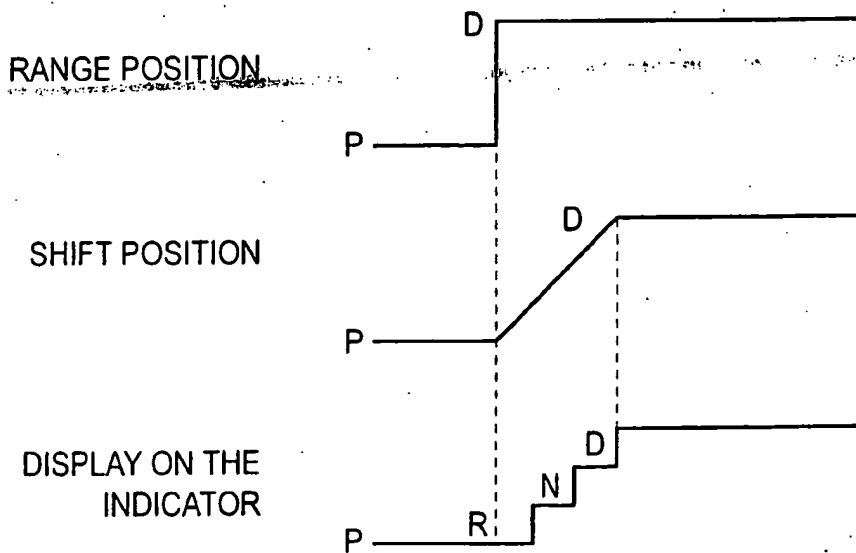 D
RANGE POSITION
P
D
SHIFT POSITION
P
D
DISPLAY ON THE
N
INDICATOR
R
P